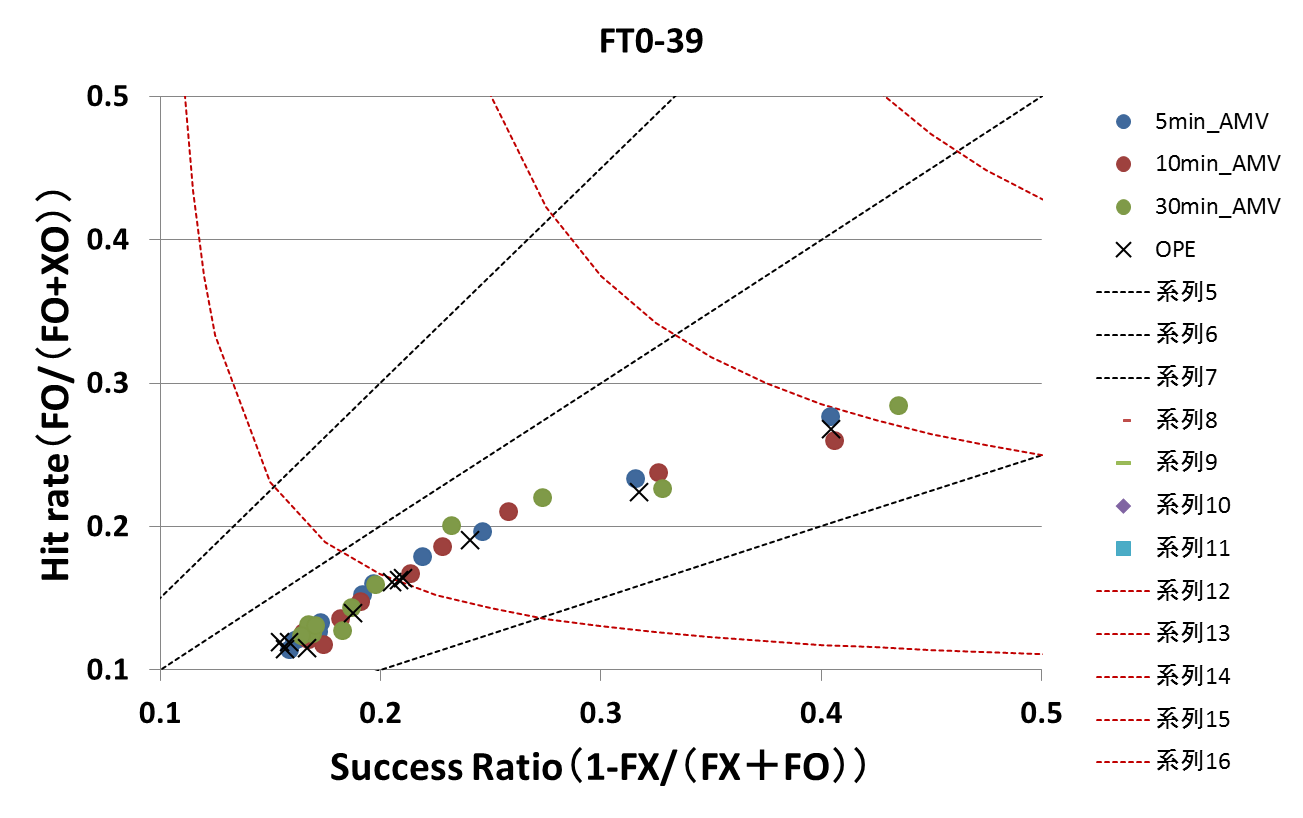 FT0-39
0.5
0.4
0.3
0.2
0.1
Hit rate（FO/（FO+XO））
0.1 0.2 0.3 0.4 0.5
Success Ratio（1-FX/（FX＋FO））
5min_AMV
10min_AMV
30min_AMV
OPE
系列5
系列6
系列7
系列8
系列9
系列10
系列11
系列12
系列13
系列14
系列15
系列16